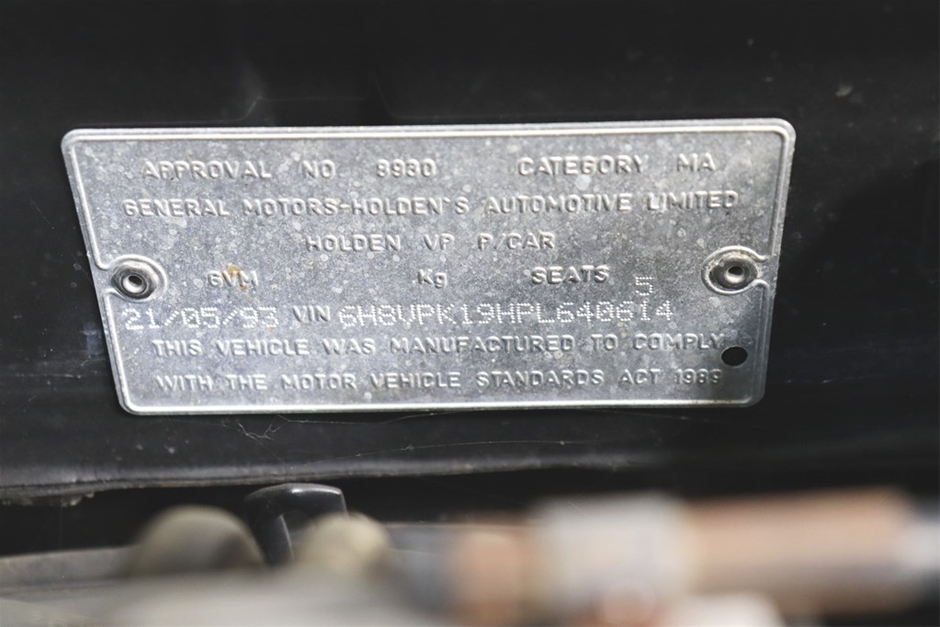 APPROVAL NO 3980 CATEGORY MA
GENERAL MOTORS-HOLDEN'S AUTOMOTIVE LIMITED
HOLDEN VP P/CAR
GVM Kg SEATS 5
21/05/93 VIN 6H8VPK19HPL640614
THIS VEHICLE WAS MANUFACTURED TO COMPLY
WITH THE MOTOR VEHICLE STANDARDS ACT 1989